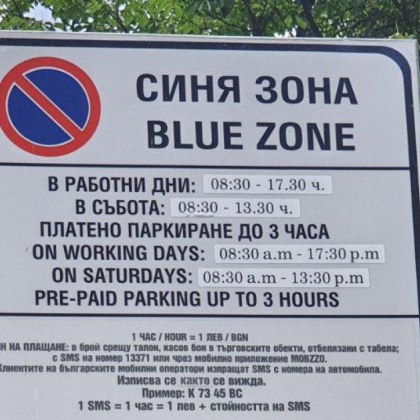 СИНЯ ЗОНА
BLUE ZONE
В РАБОТНИ ДНИ: 08:30 - 17.30 ч.
В СЪБОТА: 08:30 - 13.30 ч.
ПЛАТЕНО ПАРКИРАНЕ ДО 3 ЧАСА
ON WORKING DAYS: 08:30 a.m - 17:30 p.m
ON SATURDAYS: 08:30 a.m - 13:30 p.m
PRE-PAID PARKING UP TO 3 HOURS
1 ЧАС / HOUR = 1 ЛЕВ / BGN
НА ПЛАЩАНЕ: в брой срещу талон, касов бон в търговските обекти, отбелязани с табела;
с SMS на номер 13371 или чрез мобилно приложение MOBZZD.
Клиентите на българските мобилни оператори изпращат SMS с номера на автомобила.
Изписва се както се вижда.
Пример: К 73 45 ВС
1 SMS = 1 час = 1 лев + стойността на SMS